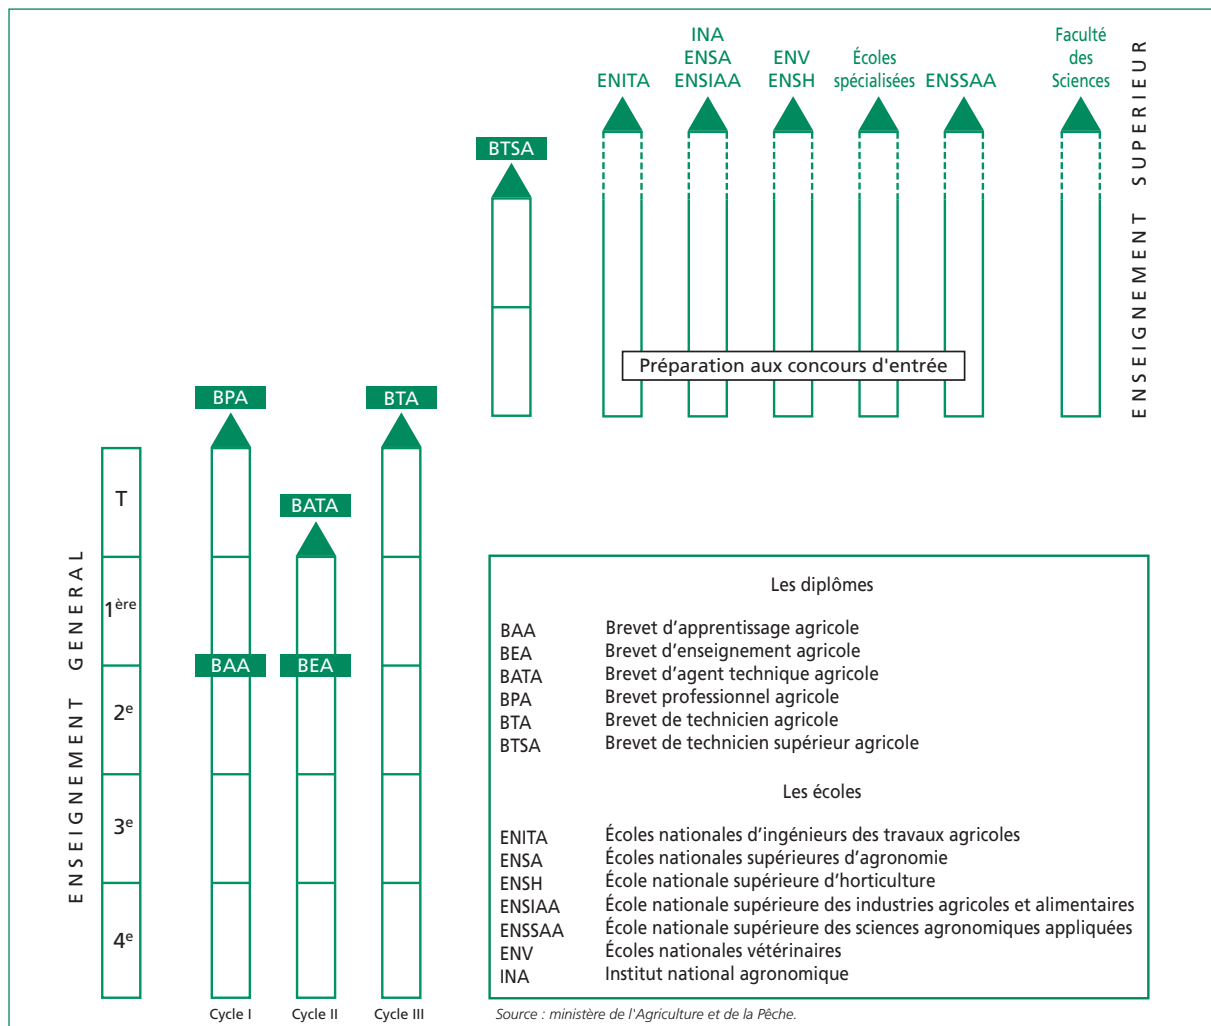 INA
ENSA
ENSIAA
ENITA
ENV
ENSH
Écoles
spécialisées
ENSSAA
Faculté
des
Sciences
ENSEIGNEMENT SUPERIEUR
BTSA
Préparation aux concours d'entrée
BPA
BTA
BATA
BAA
BEA
ENSEIGNEMENT GENERAL
T
1ère
2e
3e
4e
Cycle I
Cycle II
Cycle III
Les diplômes
BAA Brevet d’apprentissage agricole
BEA Brevet d’enseignement agricole
BATA Brevet d’agent technique agricole
BPA Brevet professionnel agricole
BTA Brevet de technicien agricole
BTSA Brevet de technicien supérieur agricole
Les écoles
ENITA Écoles nationales d’ingénieurs des travaux agricoles
ENSA Écoles nationales supérieures d’agronomie
ENSH École nationale supérieure d’horticulture
ENSIAA École nationale supérieure des industries agricoles et alimentaires
ENSSAA École nationale supérieure des sciences agronomiques appliquées
ENV Écoles nationales vétérinaires
INA Institut national agronomique
Source : ministère de l'Agriculture et de la Pêche.